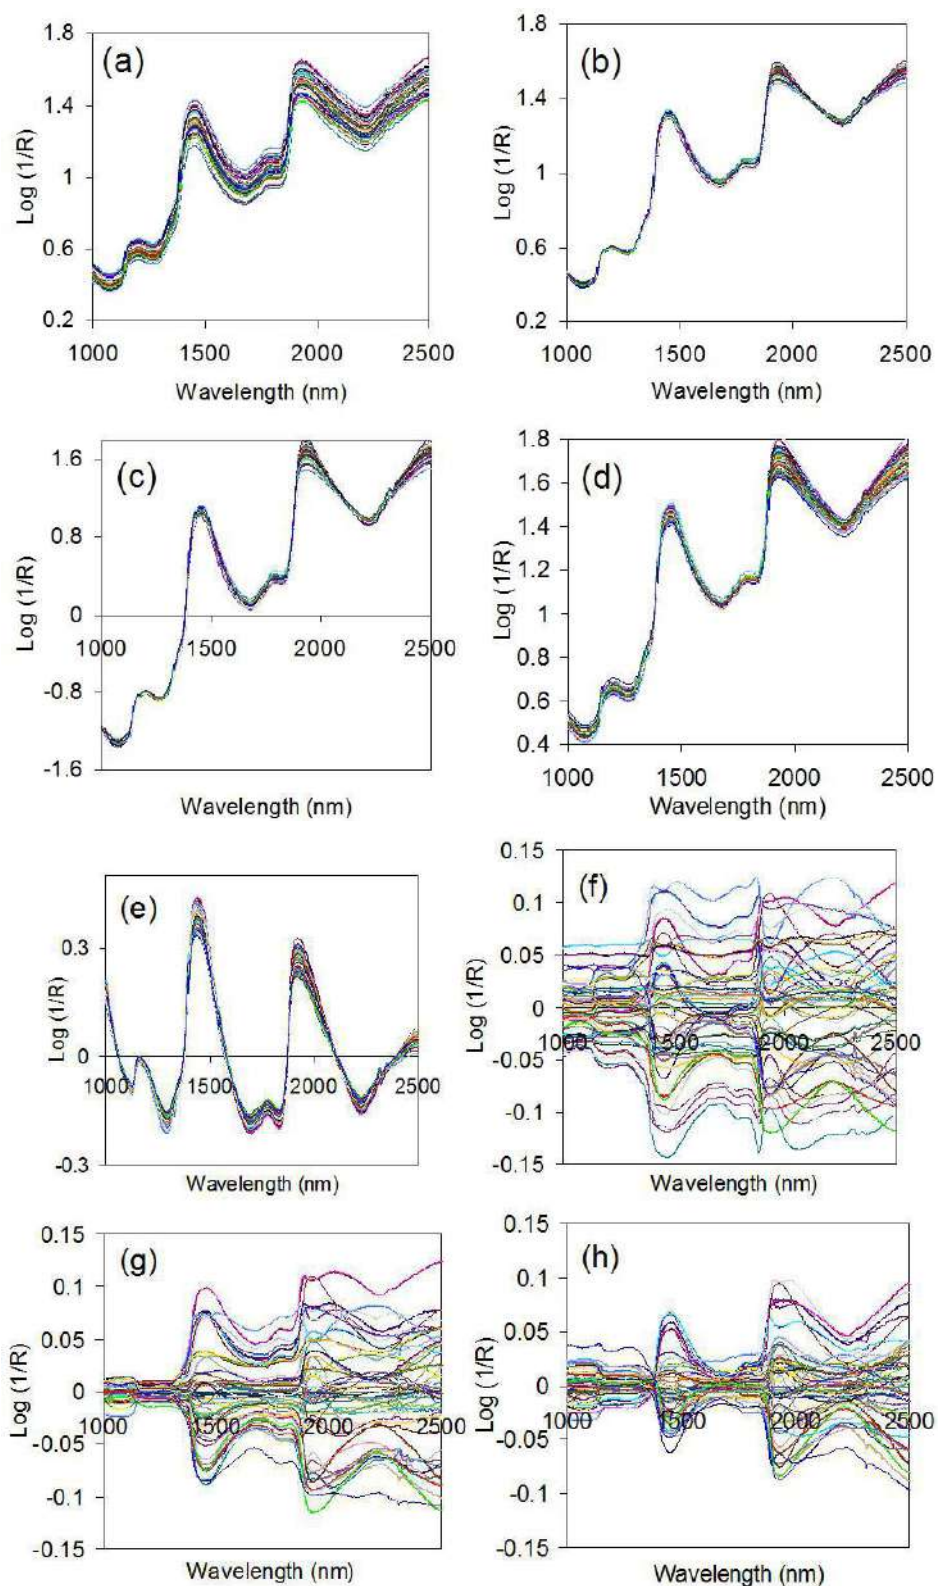 (a)
1.8
1.4
1
0.6
0.2
Log (1/R)
1000 1500 2000 2500
Wavelength (nm)
(b)
1.8
1.4
1
0.6
0.2
Log (1/R)
1000 1500 2000 2500
Wavelength (nm)
(c)
1.6
0.8
0
-0.8
-1.6
Log (1/R)
1000 1500 2000 2500
Wavelength (nm)
(d)
1.8
1.6
1.4
1.2
1
0.8
0.6
0.4
Log (1/R)
1000 1500 2000 2500
Wavelength (nm)
(e)
0.3
0
-0.3
Log (1/R)
1000 1500 2000 2500
Wavelength (nm)
(f)
0.15
0.1
0.05
0
-0.05
-0.1
-0.15
Log (1/R)
1000 1500 2000 2500
Wavelength (nm)
(g)
0.15
0.1
0.05
0
-0.05
-0.1
-0.15
Log (1/R)
1000 1500 2000 2500
Wavelength (nm)
(h)
0.15
0.1
0.05
0
-0.05
-0.1
-0.15
Log (1/R)
1000 1500 2000 2500
Wavelength (nm)